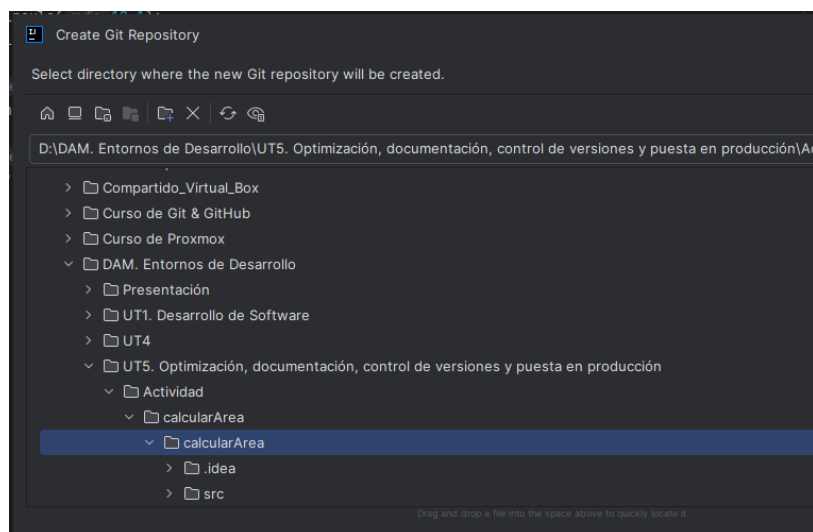 Create Git Repository
Select directory where the new Git repository will be created.
D:\DAM. Entornos de Desarrollo\UT5. Optimización, documentación, control de versiones y puesta en producción\A
Compartido_Virtual_Box
Curso de Git & GitHub
Curso de Proxmox
DAM. Entornos de Desarrollo
Presentación
UT1. Desarrollo de Software
UT4
UT5. Optimización, documentación, control de versiones y puesta en producción
Actividad
calcularArea
calcularArea
.idea
src
Drag and drop a file into the space above to quickly locate it